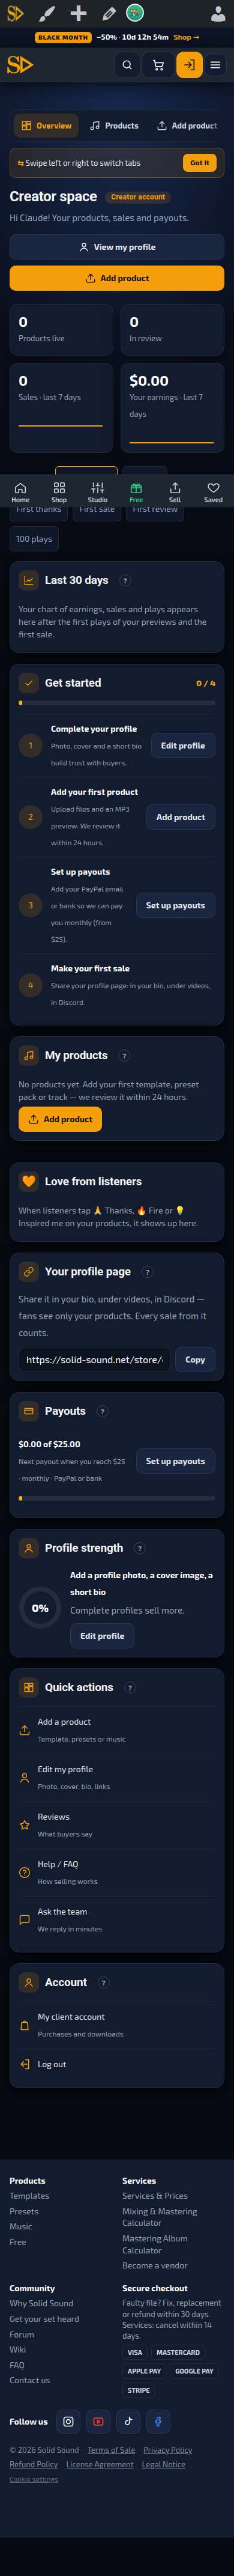 BLACK MONTH -50% · 10d 12h 54m Shop →
Overview Products Add product
⇆ Swipe left or right to switch tabs Got it
Creator space Creator account
Hi Claude! Your products, sales and payouts.
View my profile
Add product
0
Products live
0
In review
0
Sales · last 7 days
$0.00
Your earnings · last 7
days
Home Shop Studio Free Sell Saved
First thanks First sale First review
100 plays
Last 30 days ?
Your chart of earnings, sales and plays appears
here after the first plays of your previews and the
first sale.
Get started 0 / 4
1
Complete your profile
Photo, cover and a short bio
build trust with buyers.
Edit profile
2
Add your first product
Upload files and an MP3
preview. We review it
within 24 hours.
Add product
3
Set up payouts
Add your PayPal email
or bank so we can pay
you monthly (from
$25).
Set up payouts
4
Make your first sale
Share your profile page: in your bio, under videos,
in Discord.
My products ?
No products yet. Add your first template, preset
pack or track — we review it within 24 hours.
Add product
🧡 Love from listeners
When listeners tap 🙏 Thanks, 🔥 Fire or 💡
Inspired me on your products, it shows up here.
Your profile page ?
Share it in your bio, under videos, in Discord —
fans see only your products. Every sale from it
counts.
https://solid-sound.net/store/ Copy
Payouts ?
$0.00 of $25.00
Next payout when you reach $25
· monthly · PayPal or bank
Set up payouts
Profile strength ?
0%
Add a profile photo, a cover image, a
short bio
Complete profiles sell more.
Edit profile
Quick actions ?
Add a product
Template, presets or music
Edit my profile
Photo, cover, bio, links
Reviews
What buyers say
Help / FAQ
How selling works
Ask the team
We reply in minutes
Account ?
My client account
Purchases and downloads
Log out
Products
Templates
Presets
Music
Free
Services
Services & Prices
Mixing & Mastering
Calculator
Mastering Album
Calculator
Become a vendor
Community
Why Solid Sound
Get your set heard
Forum
Wiki
FAQ
Contact us
Secure checkout
Faulty file? Fix, replacement
or refund within 30 days.
Services: cancel within 14
days.
VISA MASTERCARD
APPLE PAY GOOGLE PAY
STRIPE
Follow us
© 2026 Solid Sound Terms of Sale Privacy Policy
Refund Policy License Agreement Legal Notice
Cookie settings